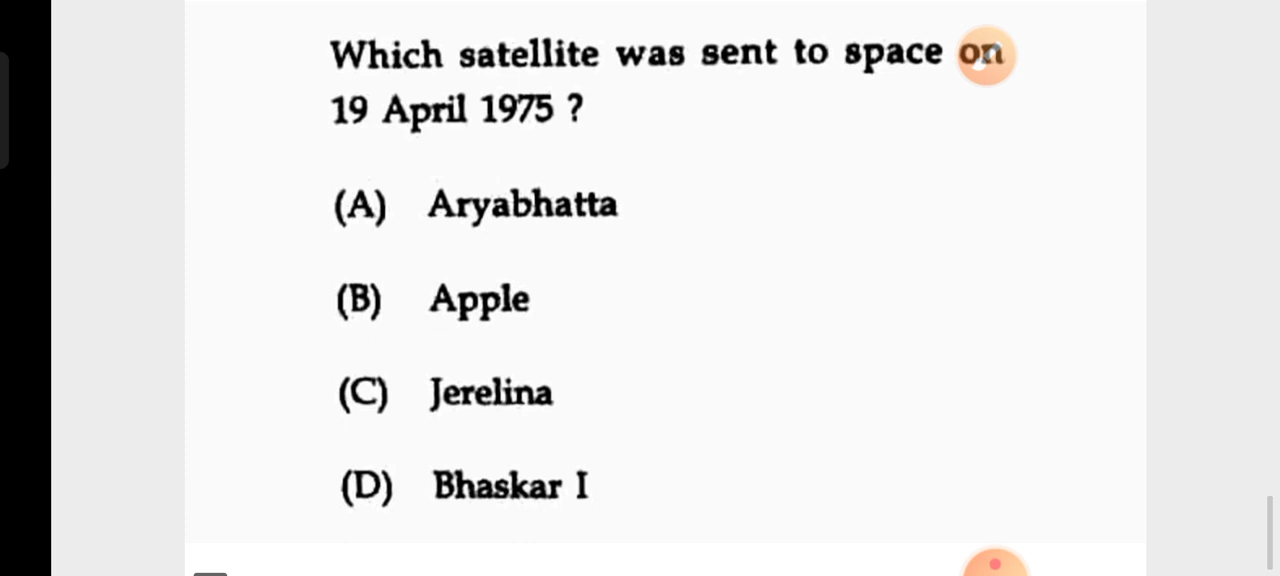 Which satellite was sent to space on
19 April 1975 ?
(A) Aryabhatta
(B) Apple
(C) Jerelina
(D) Bhaskar I